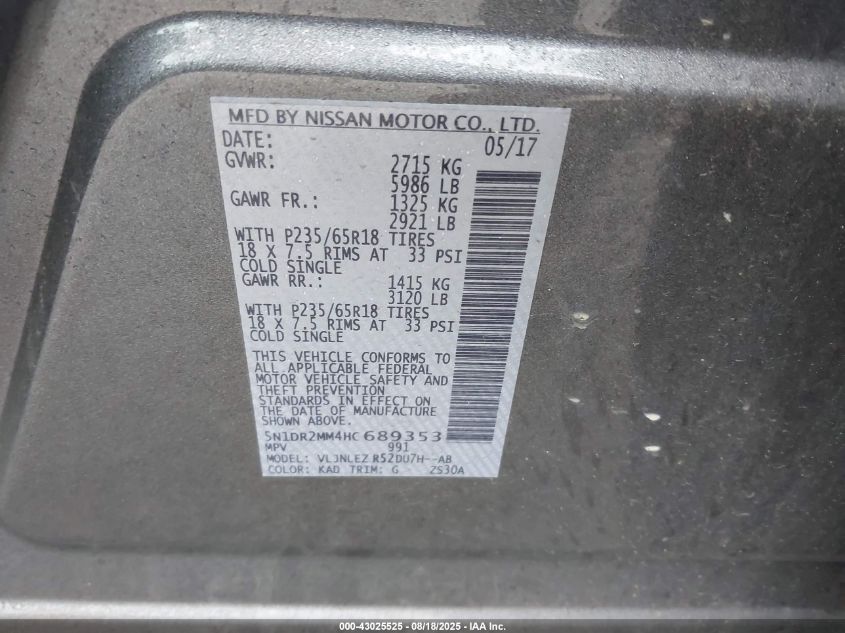 MFD BY NISSAN MOTOR CO., LTD.
DATE: 05/17
GVWR: 2715 KG
5986 LB
GAWR FR.: 1325 KG
2921 LB
WITH P235/65R18 TIRES
18 X 7.5 RIMS AT 33 PSI
COLD SINGLE
GAWR RR.: 1415 KG
3120 LB
WITH P235/65R18 TIRES
18 X 7.5 RIMS AT 33 PSI
COLD SINGLE
THIS VEHICLE CONFORMS TO
ALL APPLICABLE FEDERAL
MOTOR VEHICLE SAFETY AND
THEFT PREVENTION
STANDARDS IN EFFECT ON
THE DATE OF MANUFACTURE
SHOWN ABOVE
5N1DR2MM4HC689353
MPV 991
MODEL: VLJNLEZ R52DU7H--AB
COLOR: KAD TRIM: G ZS30A
000-43025525 - 08/18/2025 - IAA Inc.